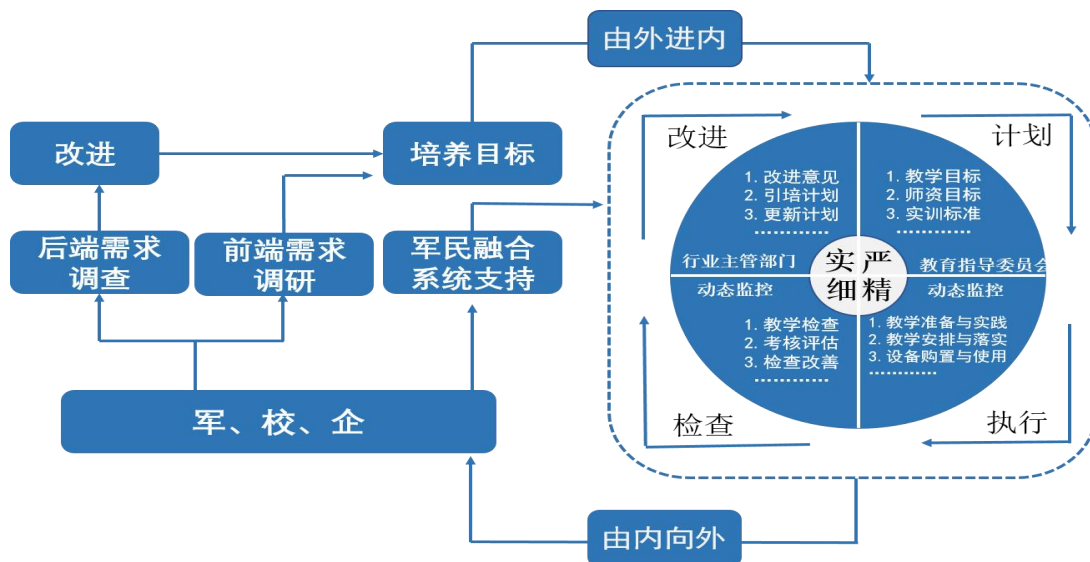 由外进内
改进
培养目标
后端需求
调查
前端需求
调研
军民融合
系统支持
军、校、企
由内向外
改进
计划
1. 改进意见
2. 引培计划
3. 更新计划
1. 教学目标
2. 师资目标
3. 实训标准
行业主管部门
教育指导委员会
实严
细精
动态监控
动态监控
1. 教学检查
2. 考核评估
3. 检查改善
1. 教学准备与实践
2. 教学安排与落实
3. 设备购置与使用
检查
执行